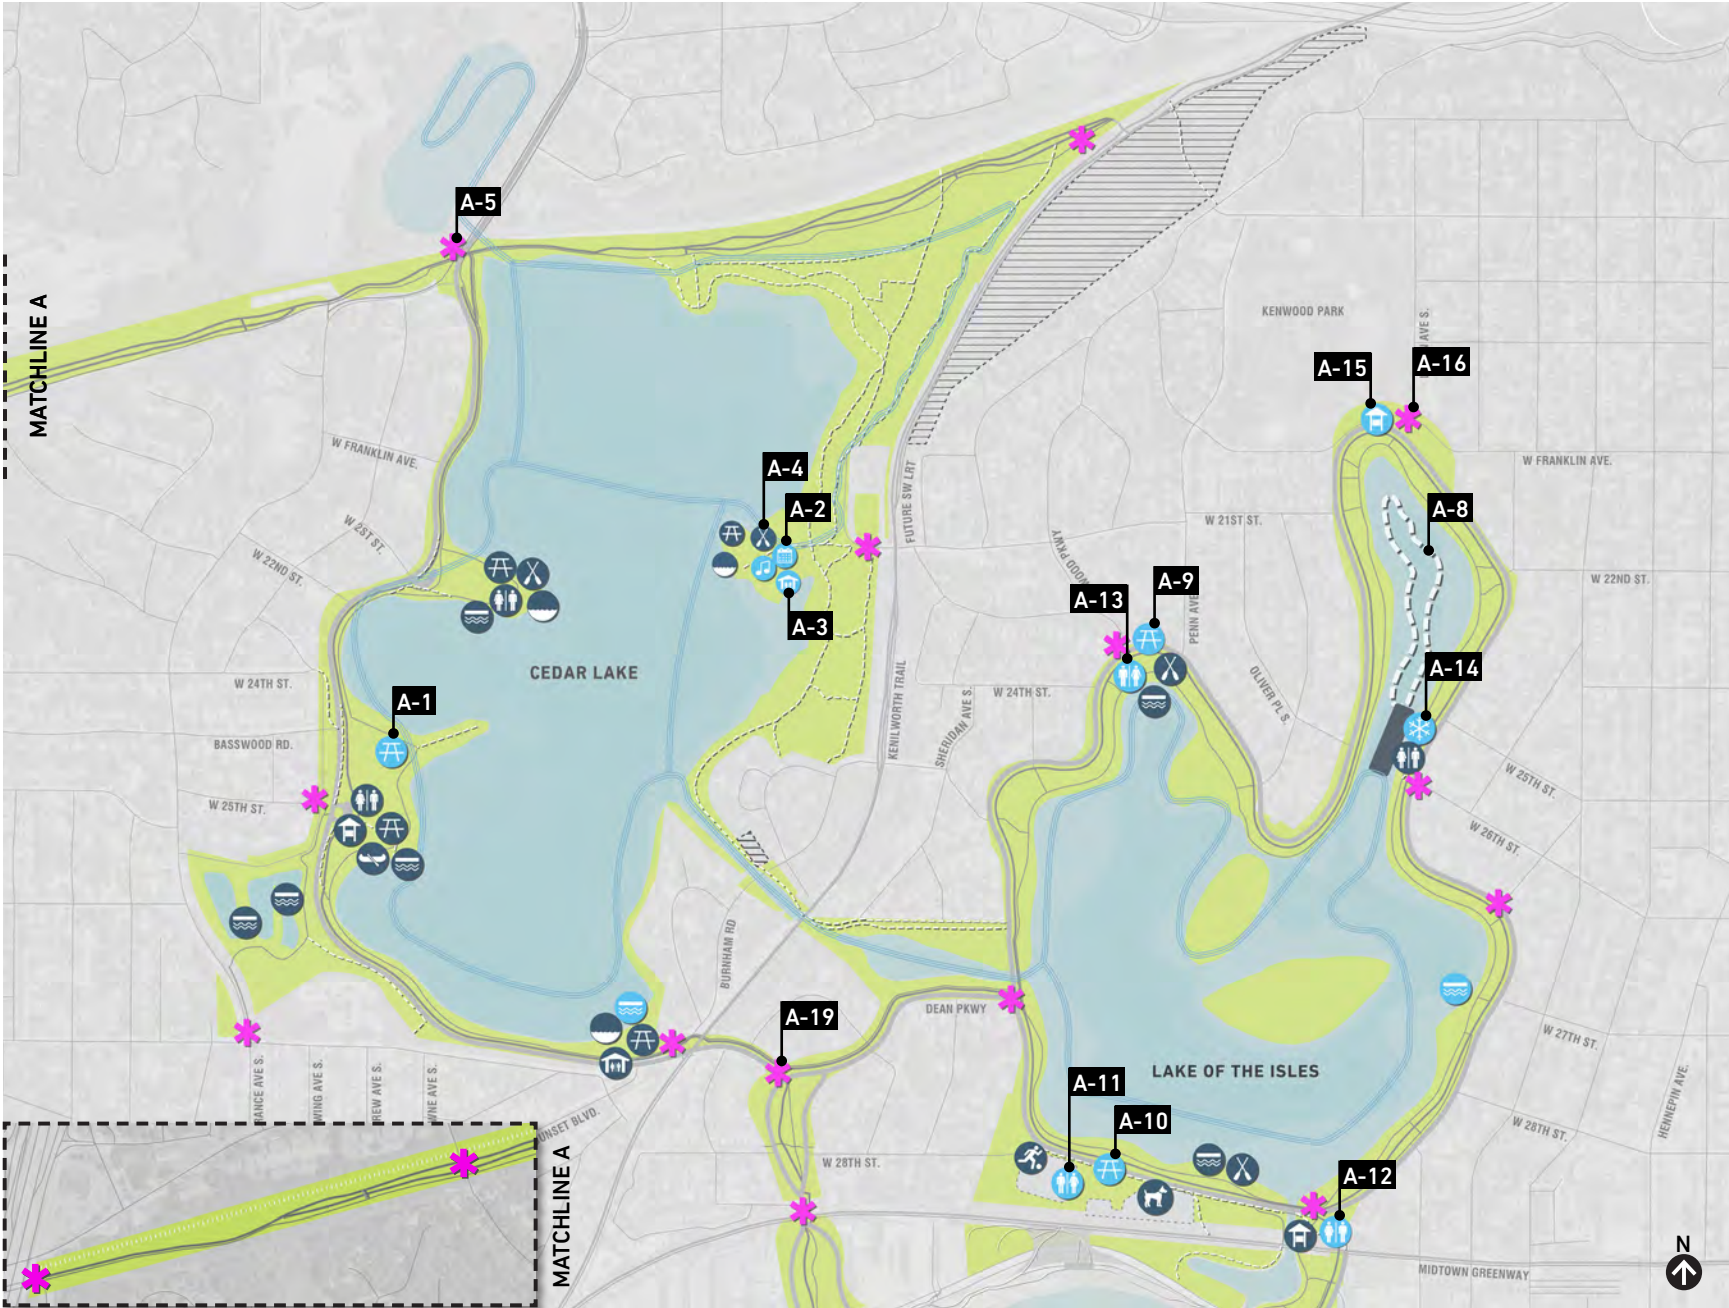 A-5
MATCHLINE A
KENWOOD PARK
AVE S.
A-15
A-16
W FRANKLIN AVE.
W FRANKLIN AVE.
A-4
A-2
FUTURE SW LRT
A-8
W 21ST ST.
W 2ST ST.
W 22ND ST.
W 22ND ST.
A-13
A-9
PENN AVE
A-3
CEDAR LAKE
A-14
W 24TH ST.
W 24TH ST.
OLIVER PL S.
KENILWORTH TRAIL
SHERIDAN AVE S.
A-1
BASSWOOD RD.
W 25TH ST.
W 25TH ST.
W 26TH ST.
BURNHAM RD
DEAN PKWY
A-19
W 27TH ST.
LAKE OF THE ISLES
A-11
A-10
HENNEPIN AVE.
W 28TH ST.
W 28TH ST.
A-12
MATCHLINE A
MIDTOWN GREENWAY
N